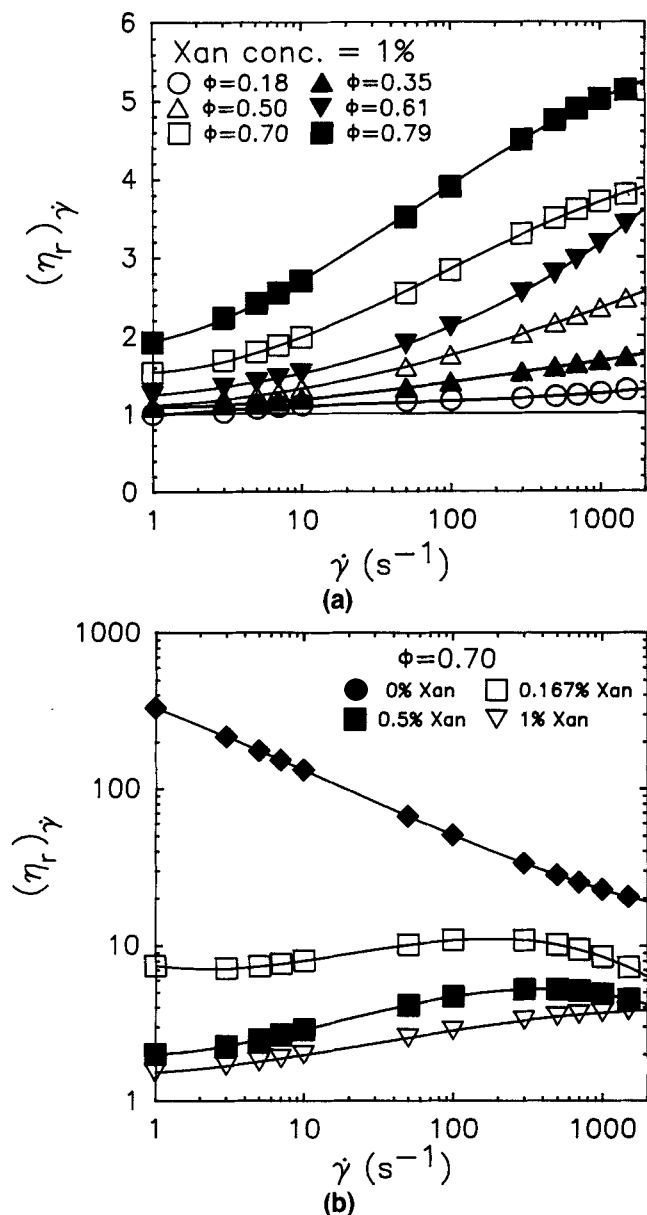 6
Xan conc. = 1%
ϕ=0.18 ϕ=0.35
5
ϕ=0.50 ϕ=0.61
ϕ=0.70 ϕ=0.79
4
(ηr)γ̇
3
2
1
0
1 10 100 1000
γ̇ (s⁻¹)
(a)
1000
ϕ=0.70
0% Xan 0.167% Xan
0.5% Xan 1% Xan
100
(ηr)γ̇
10
1
1 10 100 1000
γ̇ (s⁻¹)
(b)